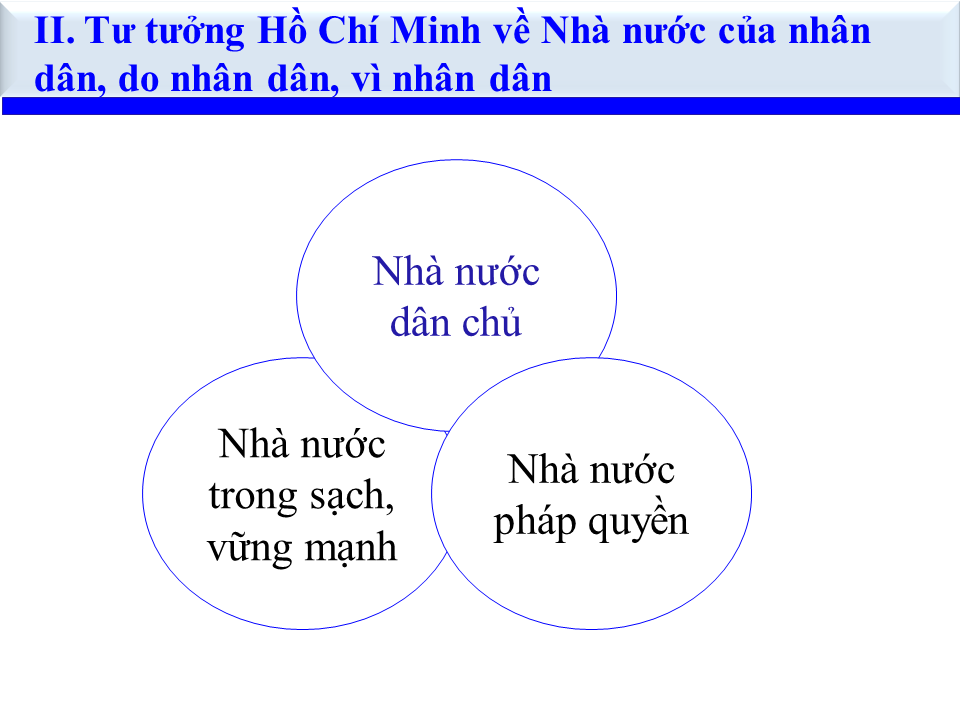 II. Tư tưởng Hồ Chí Minh về Nhà nước của nhân
dân, do nhân dân, vì nhân dân
Nhà nước
dân chủ
Nhà nước
trong sạch,
vững mạnh
Nhà nước
pháp quyền